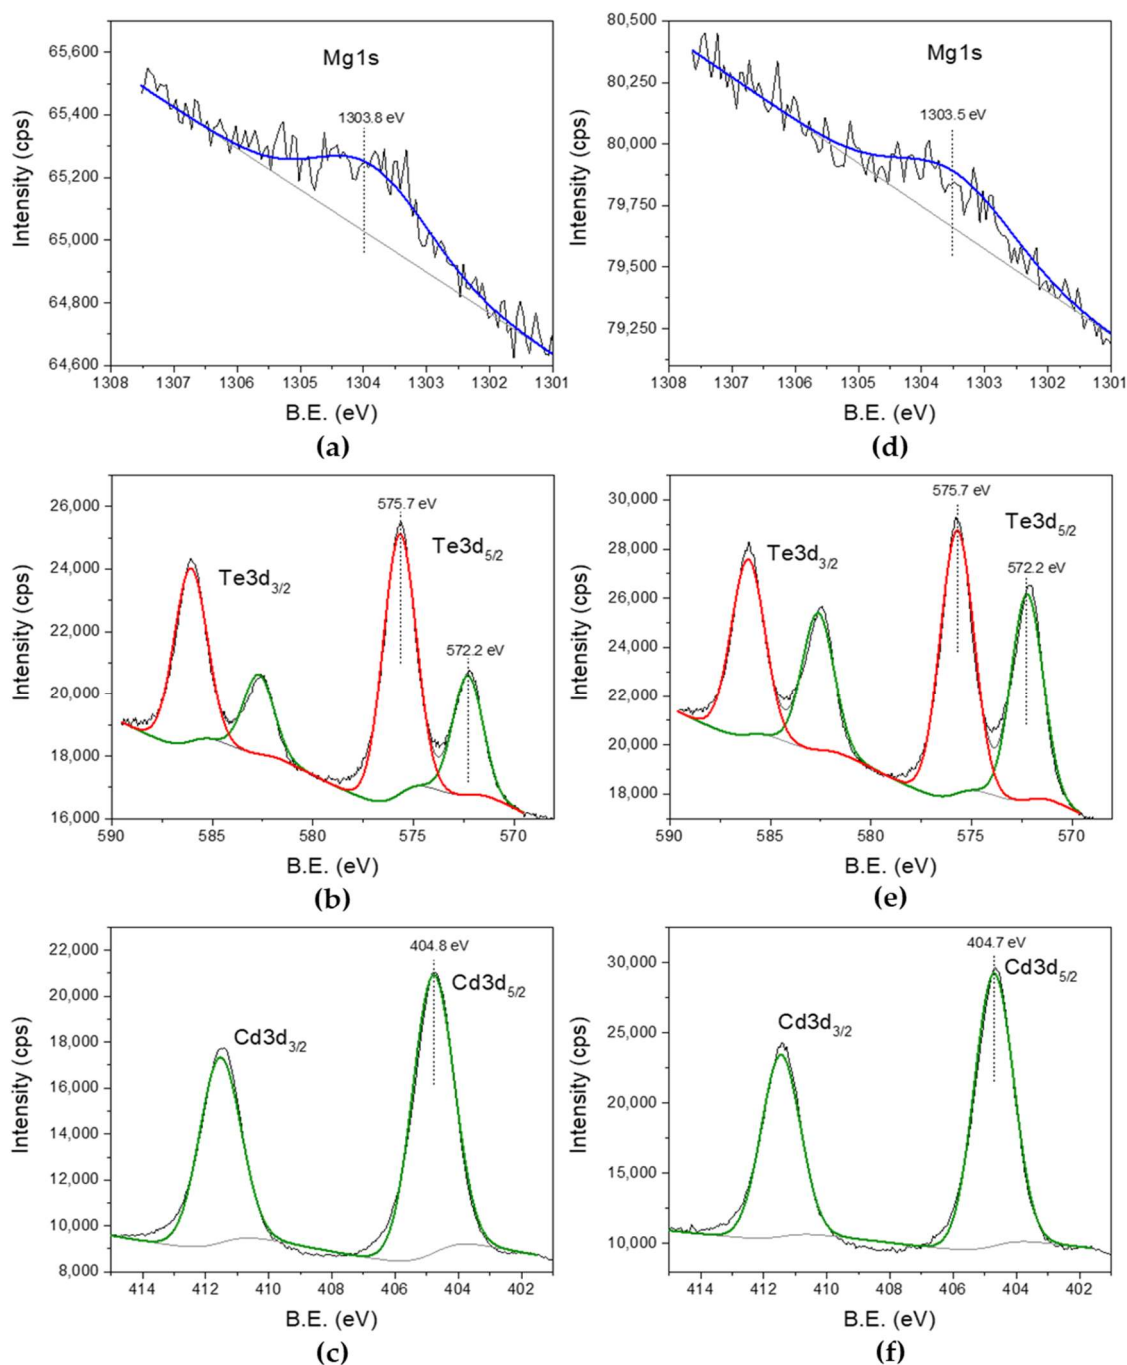 Mg1s
1303.8 eV
65,600
65,400
65,200
65,000
64,800
64,600
Intensity (cps)
1308 1307 1306 1305 1304 1303 1302 1301
B.E. (eV)
(a)
Mg1s
1303.5 eV
80,500
80,250
80,000
79,750
79,500
79,250
Intensity (cps)
1308 1307 1306 1305 1304 1303 1302 1301
B.E. (eV)
(d)
575.7 eV
Te3d5/2
Te3d3/2
572.2 eV
26,000
24,000
22,000
20,000
18,000
16,000
Intensity (cps)
590 585 580 575 570
B.E. (eV)
(b)
575.7 eV
Te3d5/2
Te3d3/2
572.2 eV
30,000
28,000
26,000
24,000
22,000
20,000
18,000
Intensity (cps)
590 585 580 575 570
B.E. (eV)
(e)
404.8 eV
Cd3d5/2
Cd3d3/2
22,000
20,000
18,000
16,000
14,000
12,000
10,000
8,000
Intensity (cps)
414 412 410 408 406 404 402
B.E. (eV)
(c)
404.7 eV
Cd3d5/2
Cd3d3/2
30,000
25,000
20,000
15,000
10,000
Intensity (cps)
414 412 410 408 406 404 402
B.E. (eV)
(f)